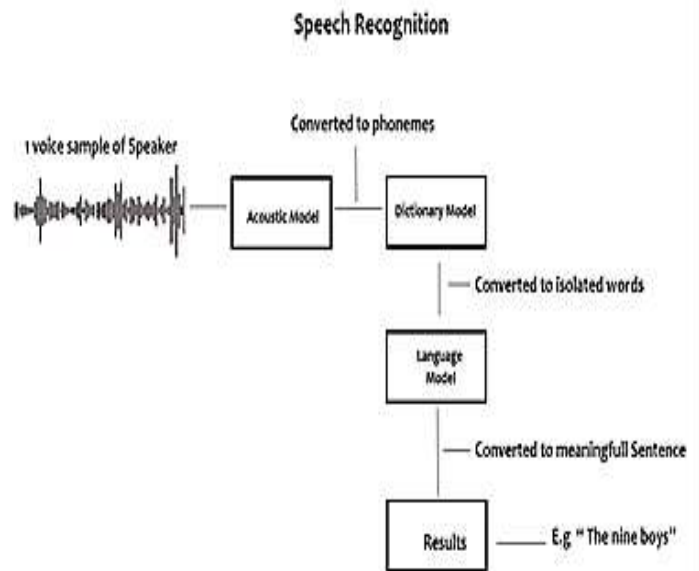 Speech Recognition
Converted to phonemes
1 voice sample of Speaker
Acoustic Model
Dictionary Model
Converted to isolated words
Language
Model
Converted to meaningfull Sentence
Results
E.g " The nine boys"